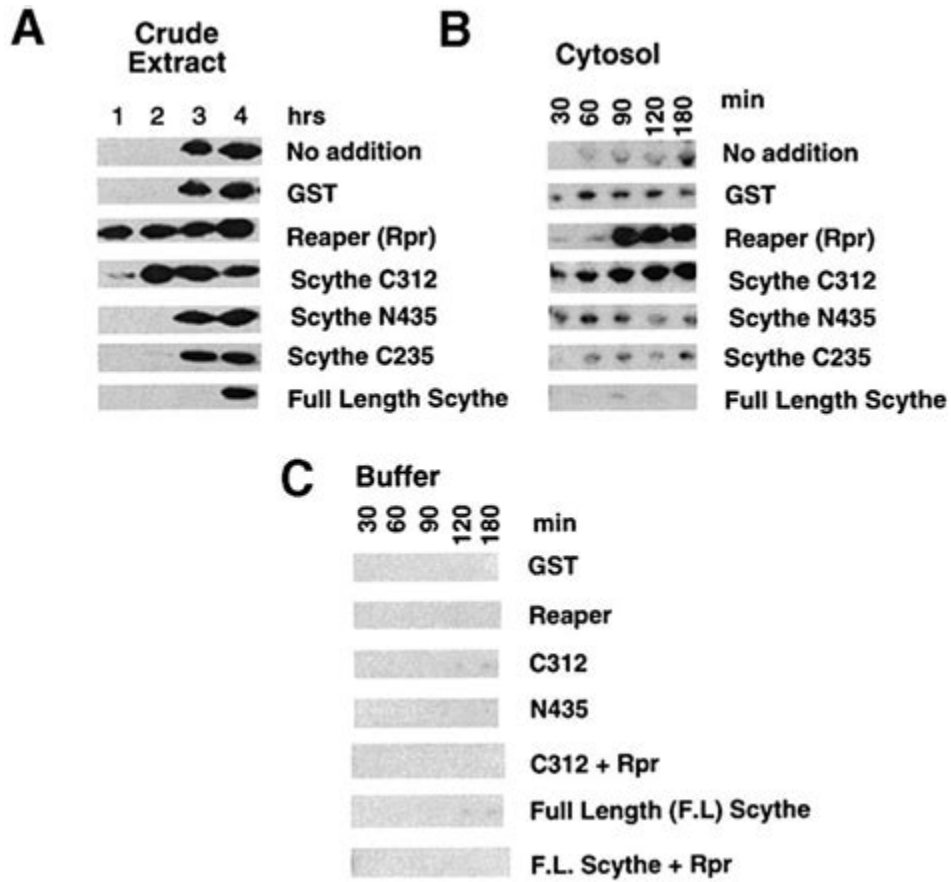 A
Crude
Extract
1 2 3 4 hrs
No addition
GST
Reaper (Rpr)
Scythe C312
Scythe N435
Scythe C235
Full Length Scythe
B
Cytosol
30 60 90 120 180 min
No addition
GST
Reaper (Rpr)
Scythe C312
Scythe N435
Scythe C235
Full Length Scythe
C
Buffer
30 60 90 120 180 min
GST
Reaper
C312
N435
C312 + Rpr
Full Length (F.L) Scythe
F.L. Scythe + Rpr